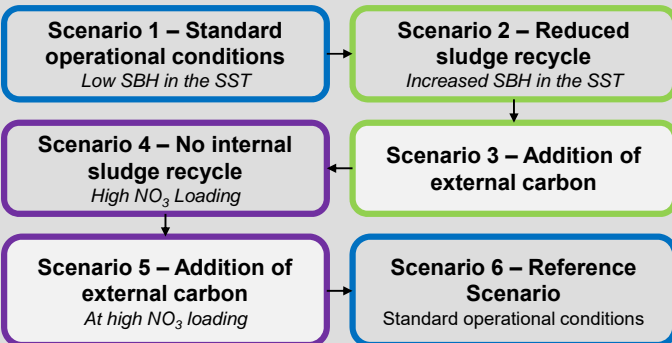 Scenario 1 – Standard
operational conditions
Low SBH in the SST
Scenario 2 – Reduced
sludge recycle
Increased SBH in the SST
Scenario 4 – No internal
sludge recycle
High NO₃ Loading
Scenario 3 – Addition of
external carbon
Scenario 5 – Addition of
external carbon
At high NO₃ loading
Scenario 6 – Reference
Scenario
Standard operational conditions